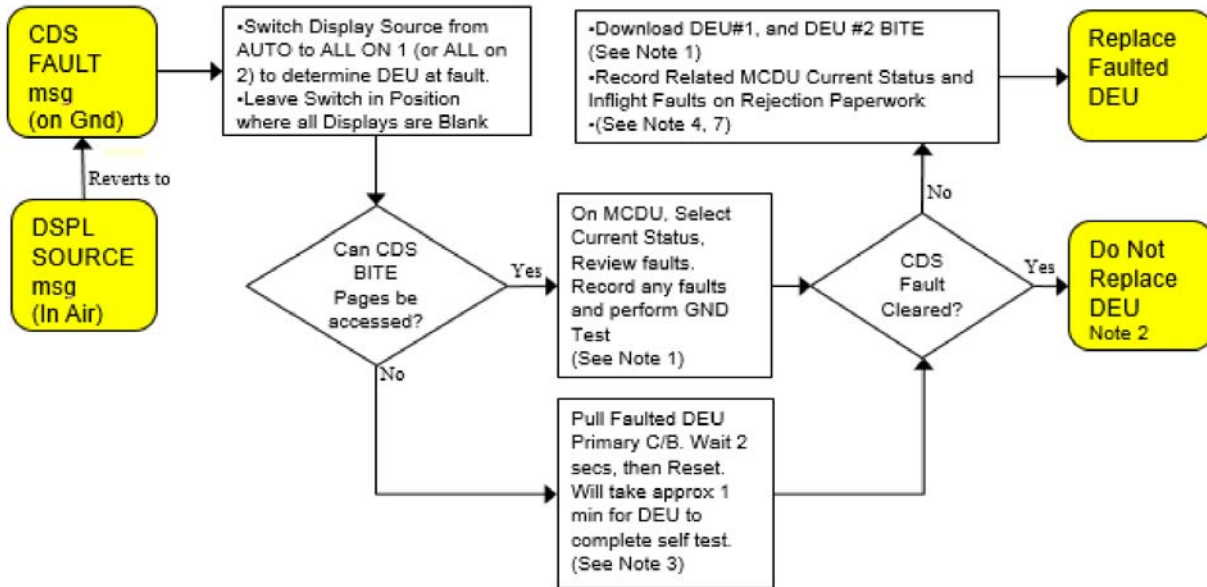 CDS
FAULT
msg
(on Gnd)
Reverts to
DSPL
SOURCE
msg
(In Air)
▪Switch Display Source from
AUTO to ALL ON 1 (or ALL on
2) to determine DEU at fault.
▪Leave Switch in Position
where all Displays are Blank
Can CDS
BITE
Pages be
accessed?
Yes
No
On MCDU, Select
Current Status,
Review faults.
Record any faults
and perform GND
Test
(See Note 1)
Pull Faulted DEU
Primary C/B. Wait 2
secs, then Reset.
Will take approx 1
min for DEU to
complete self test.
(See Note 3)
CDS
Fault
Cleared?
No
Yes
▪Download DEU#1, and DEU #2 BITE
(See Note 1)
▪Record Related MCDU Current Status and
Inflight Faults on Rejection Paperwork
▪(See Note 4, 7)
Replace
Faulted
DEU
Do Not
Replace
DEU
Note 2